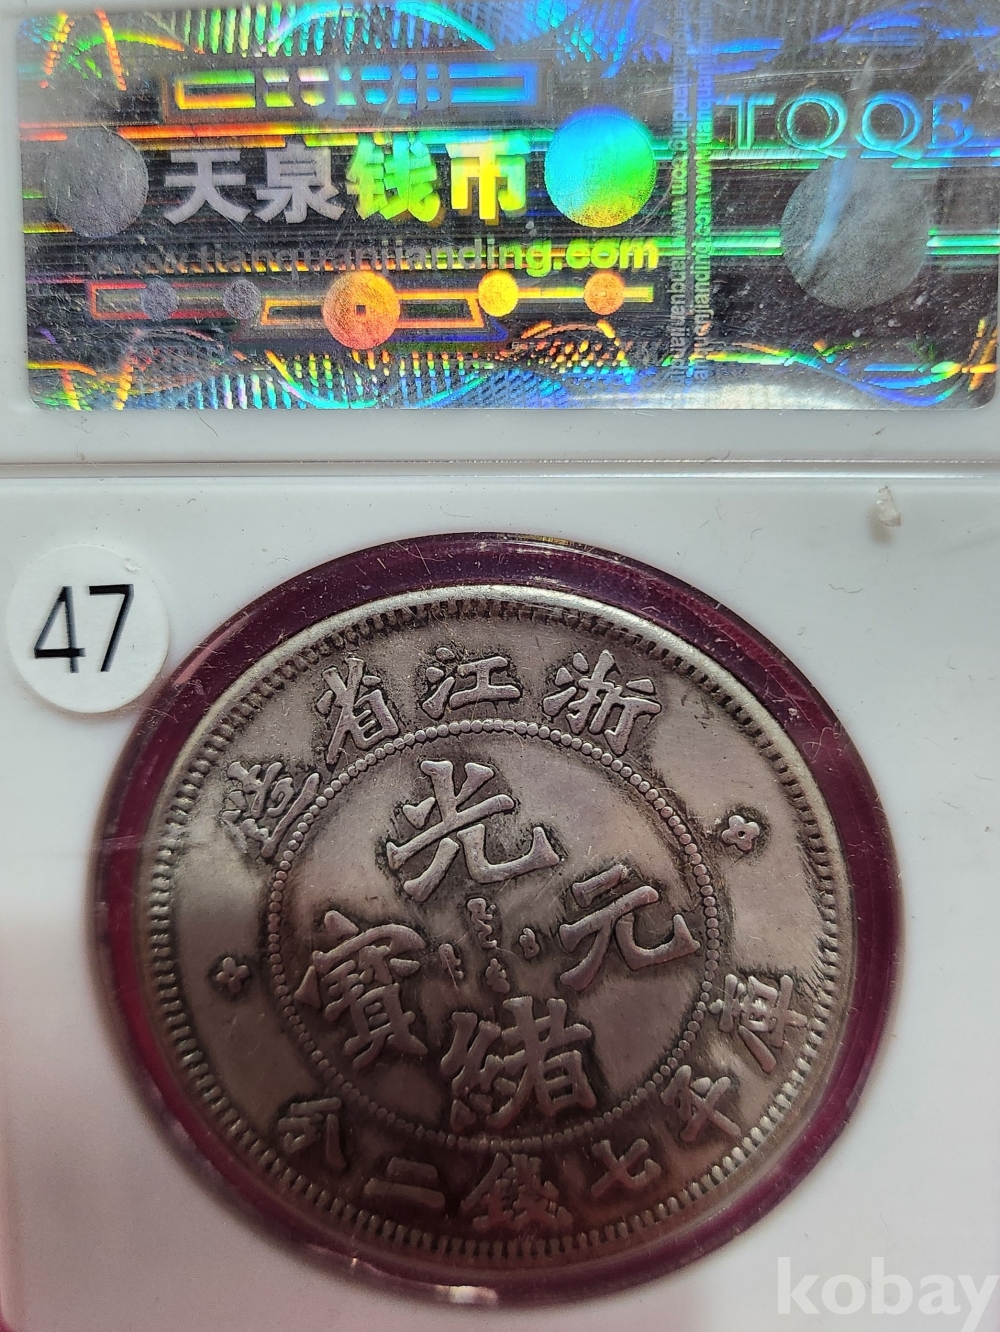 天泉钱币
TQQB
www.tianquanjianding.com
47
浙江省造
光緒元寶
庫平七錢二分
kobay